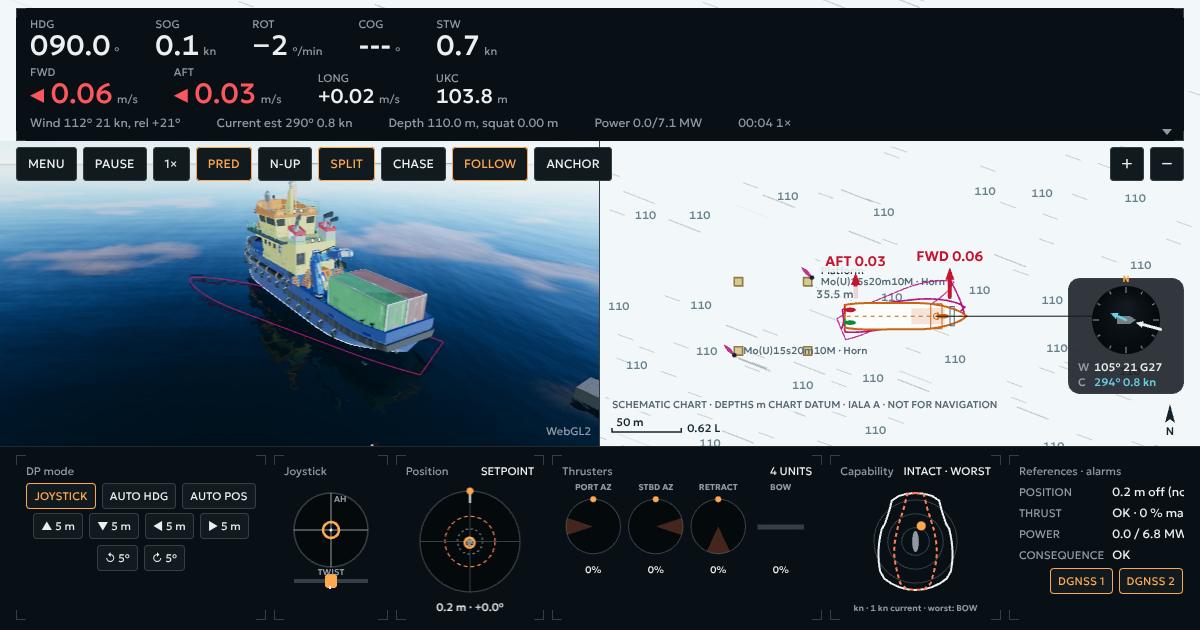 HDG SOG ROT COG STW
090.0 ° 0.1 kn −2 °/min --- ° 0.7 kn
FWD AFT LONG UKC
◀ 0.06 m/s ◀ 0.03 m/s +0.02 m/s 103.8 m
Wind 112° 21 kn, rel +21° Current est 290° 0.8 kn Depth 110.0 m, squat 0.00 m Power 0.0/7.1 MW 00:04 1×
MENU PAUSE 1× PRED N-UP SPLIT CHASE FOLLOW ANCHOR + −
110 110 110 110 110 110 110
AFT 0.03 FWD 0.06
110
Platform
Mo(U)15s20m10M · Horn
35.5 m 110 110 110
110 110
N
110 Mo(U)15s20m10M · Horn 110 110
110 110 110
W 105° 21 G27
C 294° 0.8 kn
SCHEMATIC CHART · DEPTHS m CHART DATUM · IALA A · NOT FOR NAVIGATION
50 m 0.62 L
WebGL2
110 110 110
N
DP mode
JOYSTICK AUTO HDG AUTO POS
▲ 5 m ▼ 5 m ◀ 5 m ▶ 5 m
↺ 5° ↻ 5°
Joystick
AH
TWIST
Position SETPOINT
0.2 m · +0.0°
Thrusters 4 UNITS
PORT AZ STBD AZ RETRACT BOW
0% 0% 0% 0%
Capability INTACT · WORST
kn · 1 kn current · worst: BOW
References · alarms
POSITION 0.2 m off (nc
THRUST OK · 0 % ma
POWER 0.0 / 6.8 MW
CONSEQUENCE OK
DGNSS 1 DGNSS 2